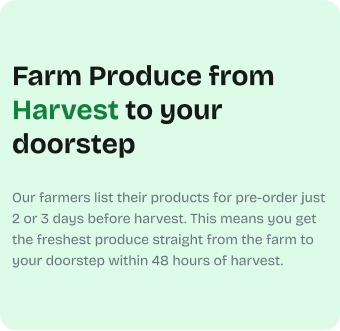 Farm Produce from
Harvest to your
doorstep
Our farmers list their products for pre-order just
2 or 3 days before harvest. This means you get
the freshest produce straight from the farm to
your doorstep within 48 hours of harvest.